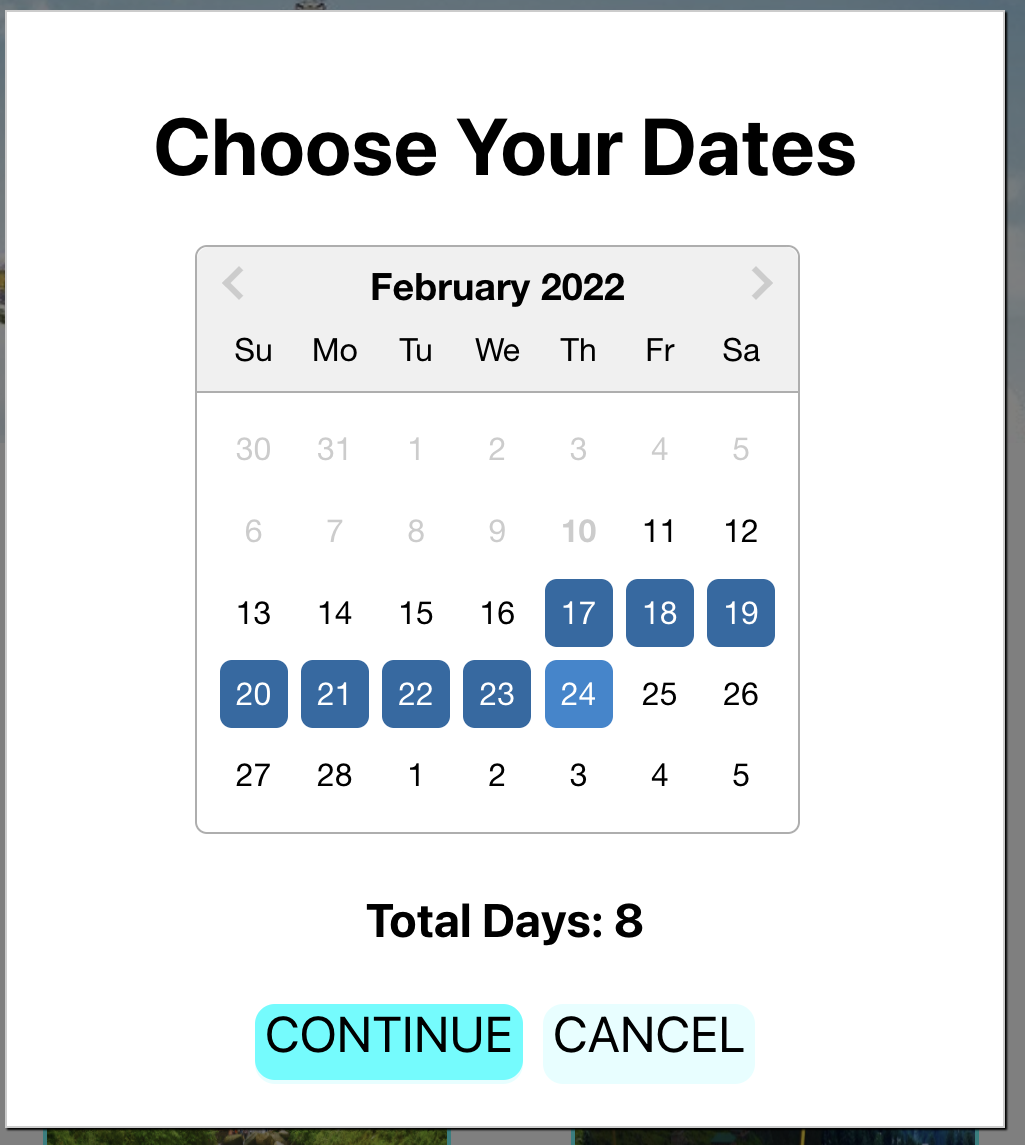 Choose Your Dates
February 2022
Su Mo Tu We Th Fr Sa
30 31 1 2 3 4 5
6 7 8 9 10 11 12
13 14 15 16 17 18 19
20 21 22 23 24 25 26
27 28 1 2 3 4 5
Total Days: 8
CONTINUE CANCEL